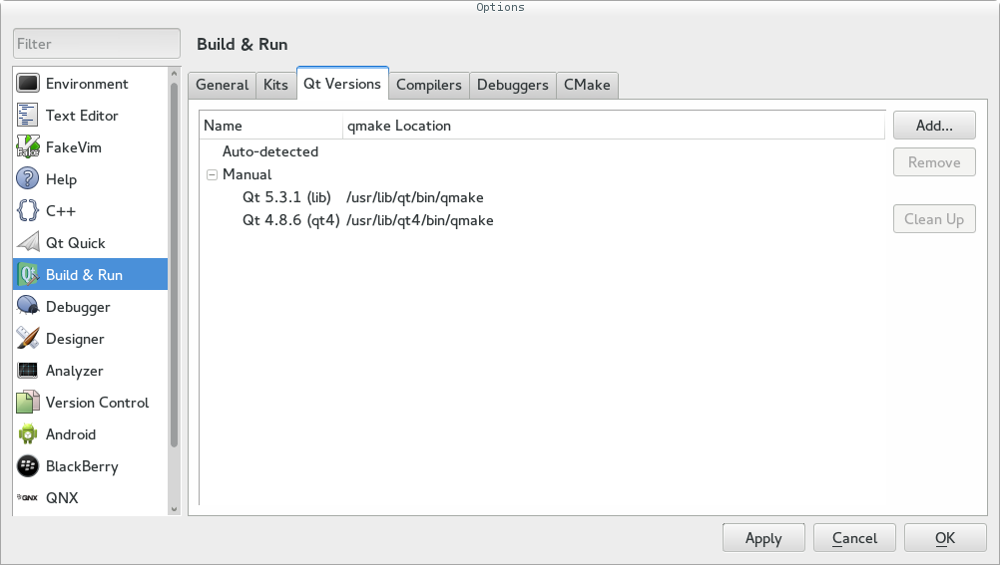 Options
Filter
Environment
Text Editor
FakeVim
Help
C++
Qt Quick
Build & Run
Debugger
Designer
Analyzer
Version Control
Android
BlackBerry
QNX
QNX
Build & Run
General Kits Qt Versions Compilers Debuggers CMake
Name qmake Location
Auto-detected
Manual
Qt 5.3.1 (lib) /usr/lib/qt/bin/qmake
Qt 4.8.6 (qt4) /usr/lib/qt4/bin/qmake
Add...
Remove
Clean Up
Apply Cancel OK